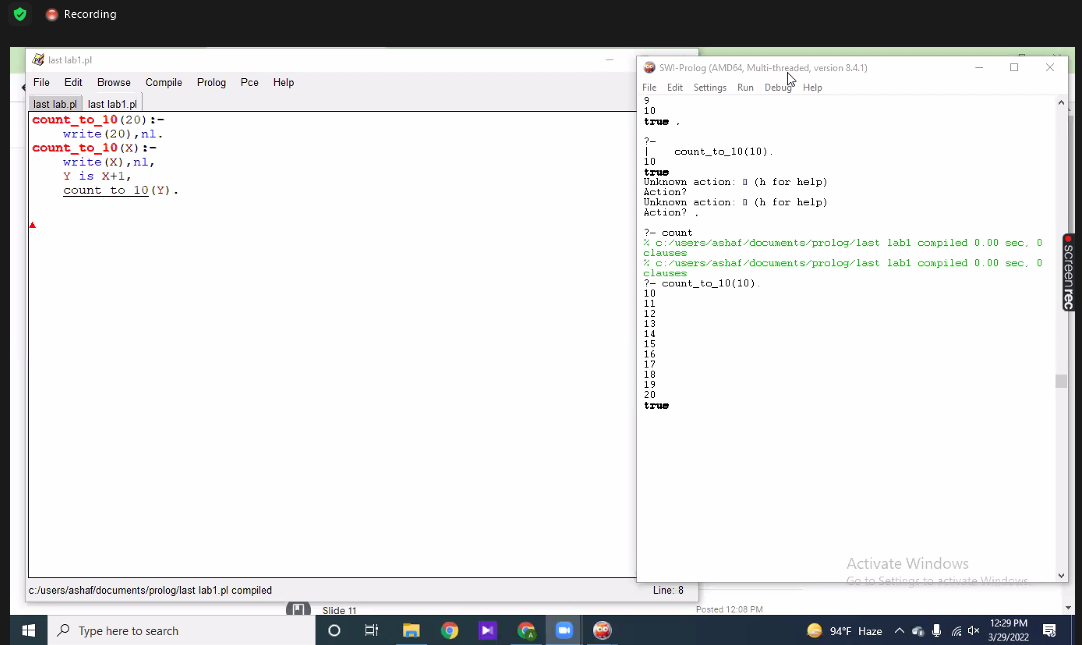 Recording
last lab1.pl
File Edit Browse Compile Prolog Pce Help
last lab.pl last lab1.pl
count_to_10(20):-
write(20),nl.
count_to_10(X):-
write(X),nl,
Y is X+1,
count_to_10(Y).
c:/users/ashaf/documents/prolog/last lab1.pl compiled
Line: 8
SWI-Prolog (AMD64, Multi-threaded, version 8.4.1)
File Edit Settings Run Debug Help
9
10
true .
?-
| count_to_10(10).
10
true
Unknown action: (h for help)
Action?
Unknown action: (h for help)
Action? .
?- count
% c:/users/ashaf/documents/prolog/last lab1 compiled 0.00 sec, 0
clauses
% c:/users/ashaf/documents/prolog/last lab1 compiled 0.00 sec, 0
clauses
?- count_to_10(10).
10
11
12
13
14
15
16
17
18
19
20
true
Activate Windows
Go to Settings to activate Windows.
screenrec
Slide 11
Posted 12:08 PM
Type here to search
94°F Haze
12:29 PM
3/29/2022